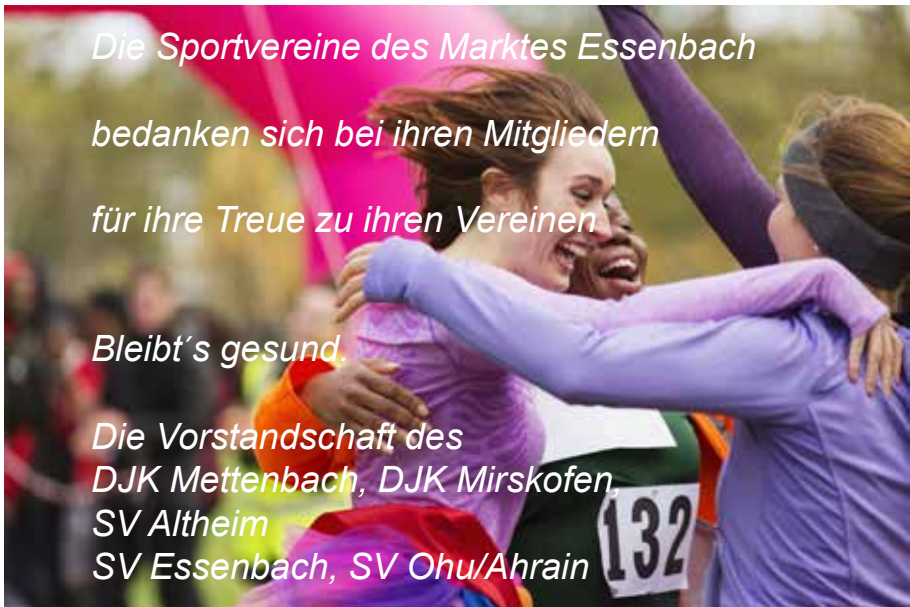 Die Sportvereine des Marktes Essenbach
bedanken sich bei ihren Mitgliedern
für ihre Treue zu ihren Vereinen
Bleibt´s gesund.
Die Vorstandschaft des
DJK Mettenbach, DJK Mirskofen,
SV Altheim
SV Essenbach, SV Ohu/Ahrain
132